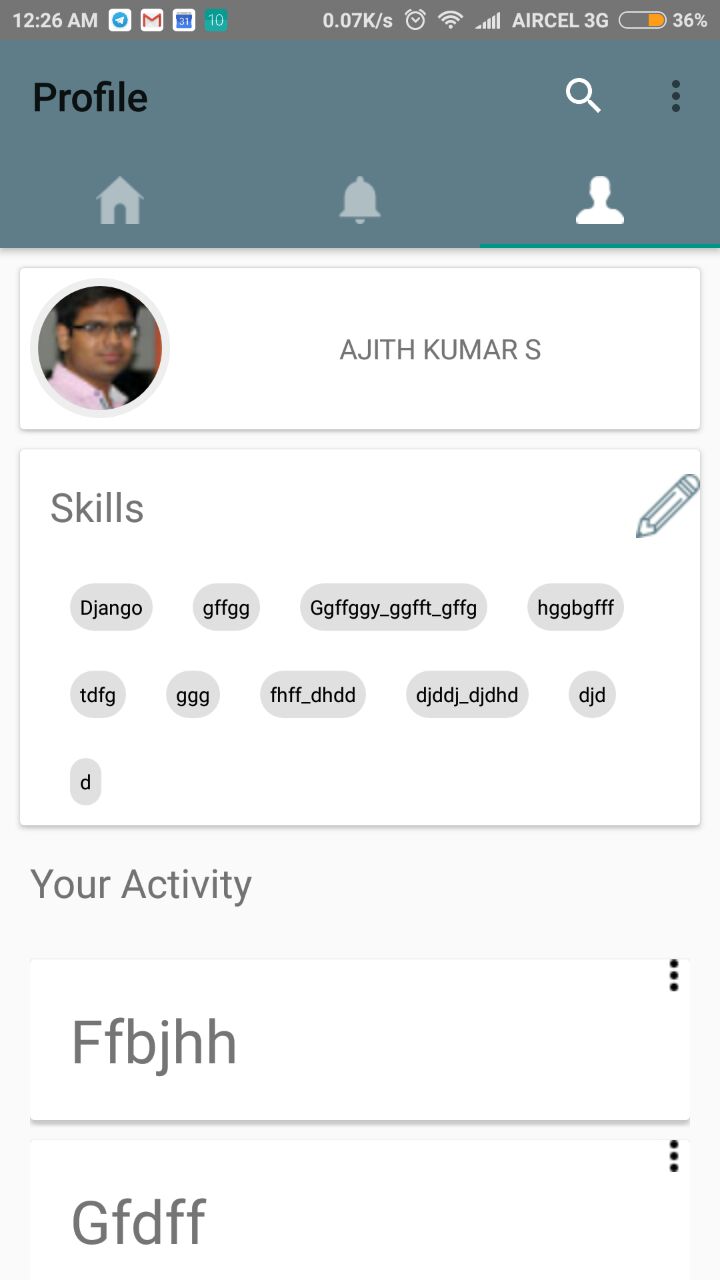 12:26 AM 31 10 0.07K/s AIRCEL 3G 36%
Profile
AJITH KUMAR S
Skills
Django gffgg Ggffggy_ggfft_gffg hggbgfff
tdfg ggg fhff_dhdd djddj_djdhd djd
d
Your Activity
Ffbjhh
Gfdff